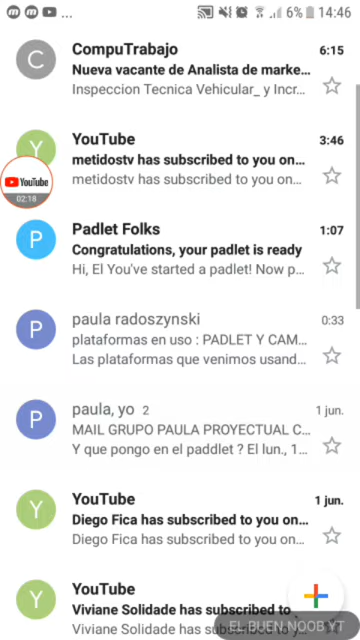 6% 14:46
C
CompuTrabajo 6:15
Nueva vacante de Analista de marke...
Inspeccion Tecnica Vehicular_ y Incr...
Y
YouTube 3:46
metidostv has subscribed to you on...
metidostv has subscribed to you on...
YouTube
02:18
P
Padlet Folks 1:07
Congratulations, your padlet is ready
Hi, El You've started a padlet! Now p...
P
paula radoszynski 0:33
plataformas en uso : PADLET Y CAM...
Las plataformas que venimos usand...
P
paula, yo 2 1 jun.
MAIL GRUPO PAULA PROYECTUAL C...
Y que pongo en el paddlet ? El lun., 1...
Y
YouTube 1 jun.
Diego Fica has subscribed to you on...
Diego Fica has subscribed to you on...
Y
YouTube
Viviane Solidade has subscribed to
Viviane Solidade has subscribed to y...
EL BUEN NOOB YT